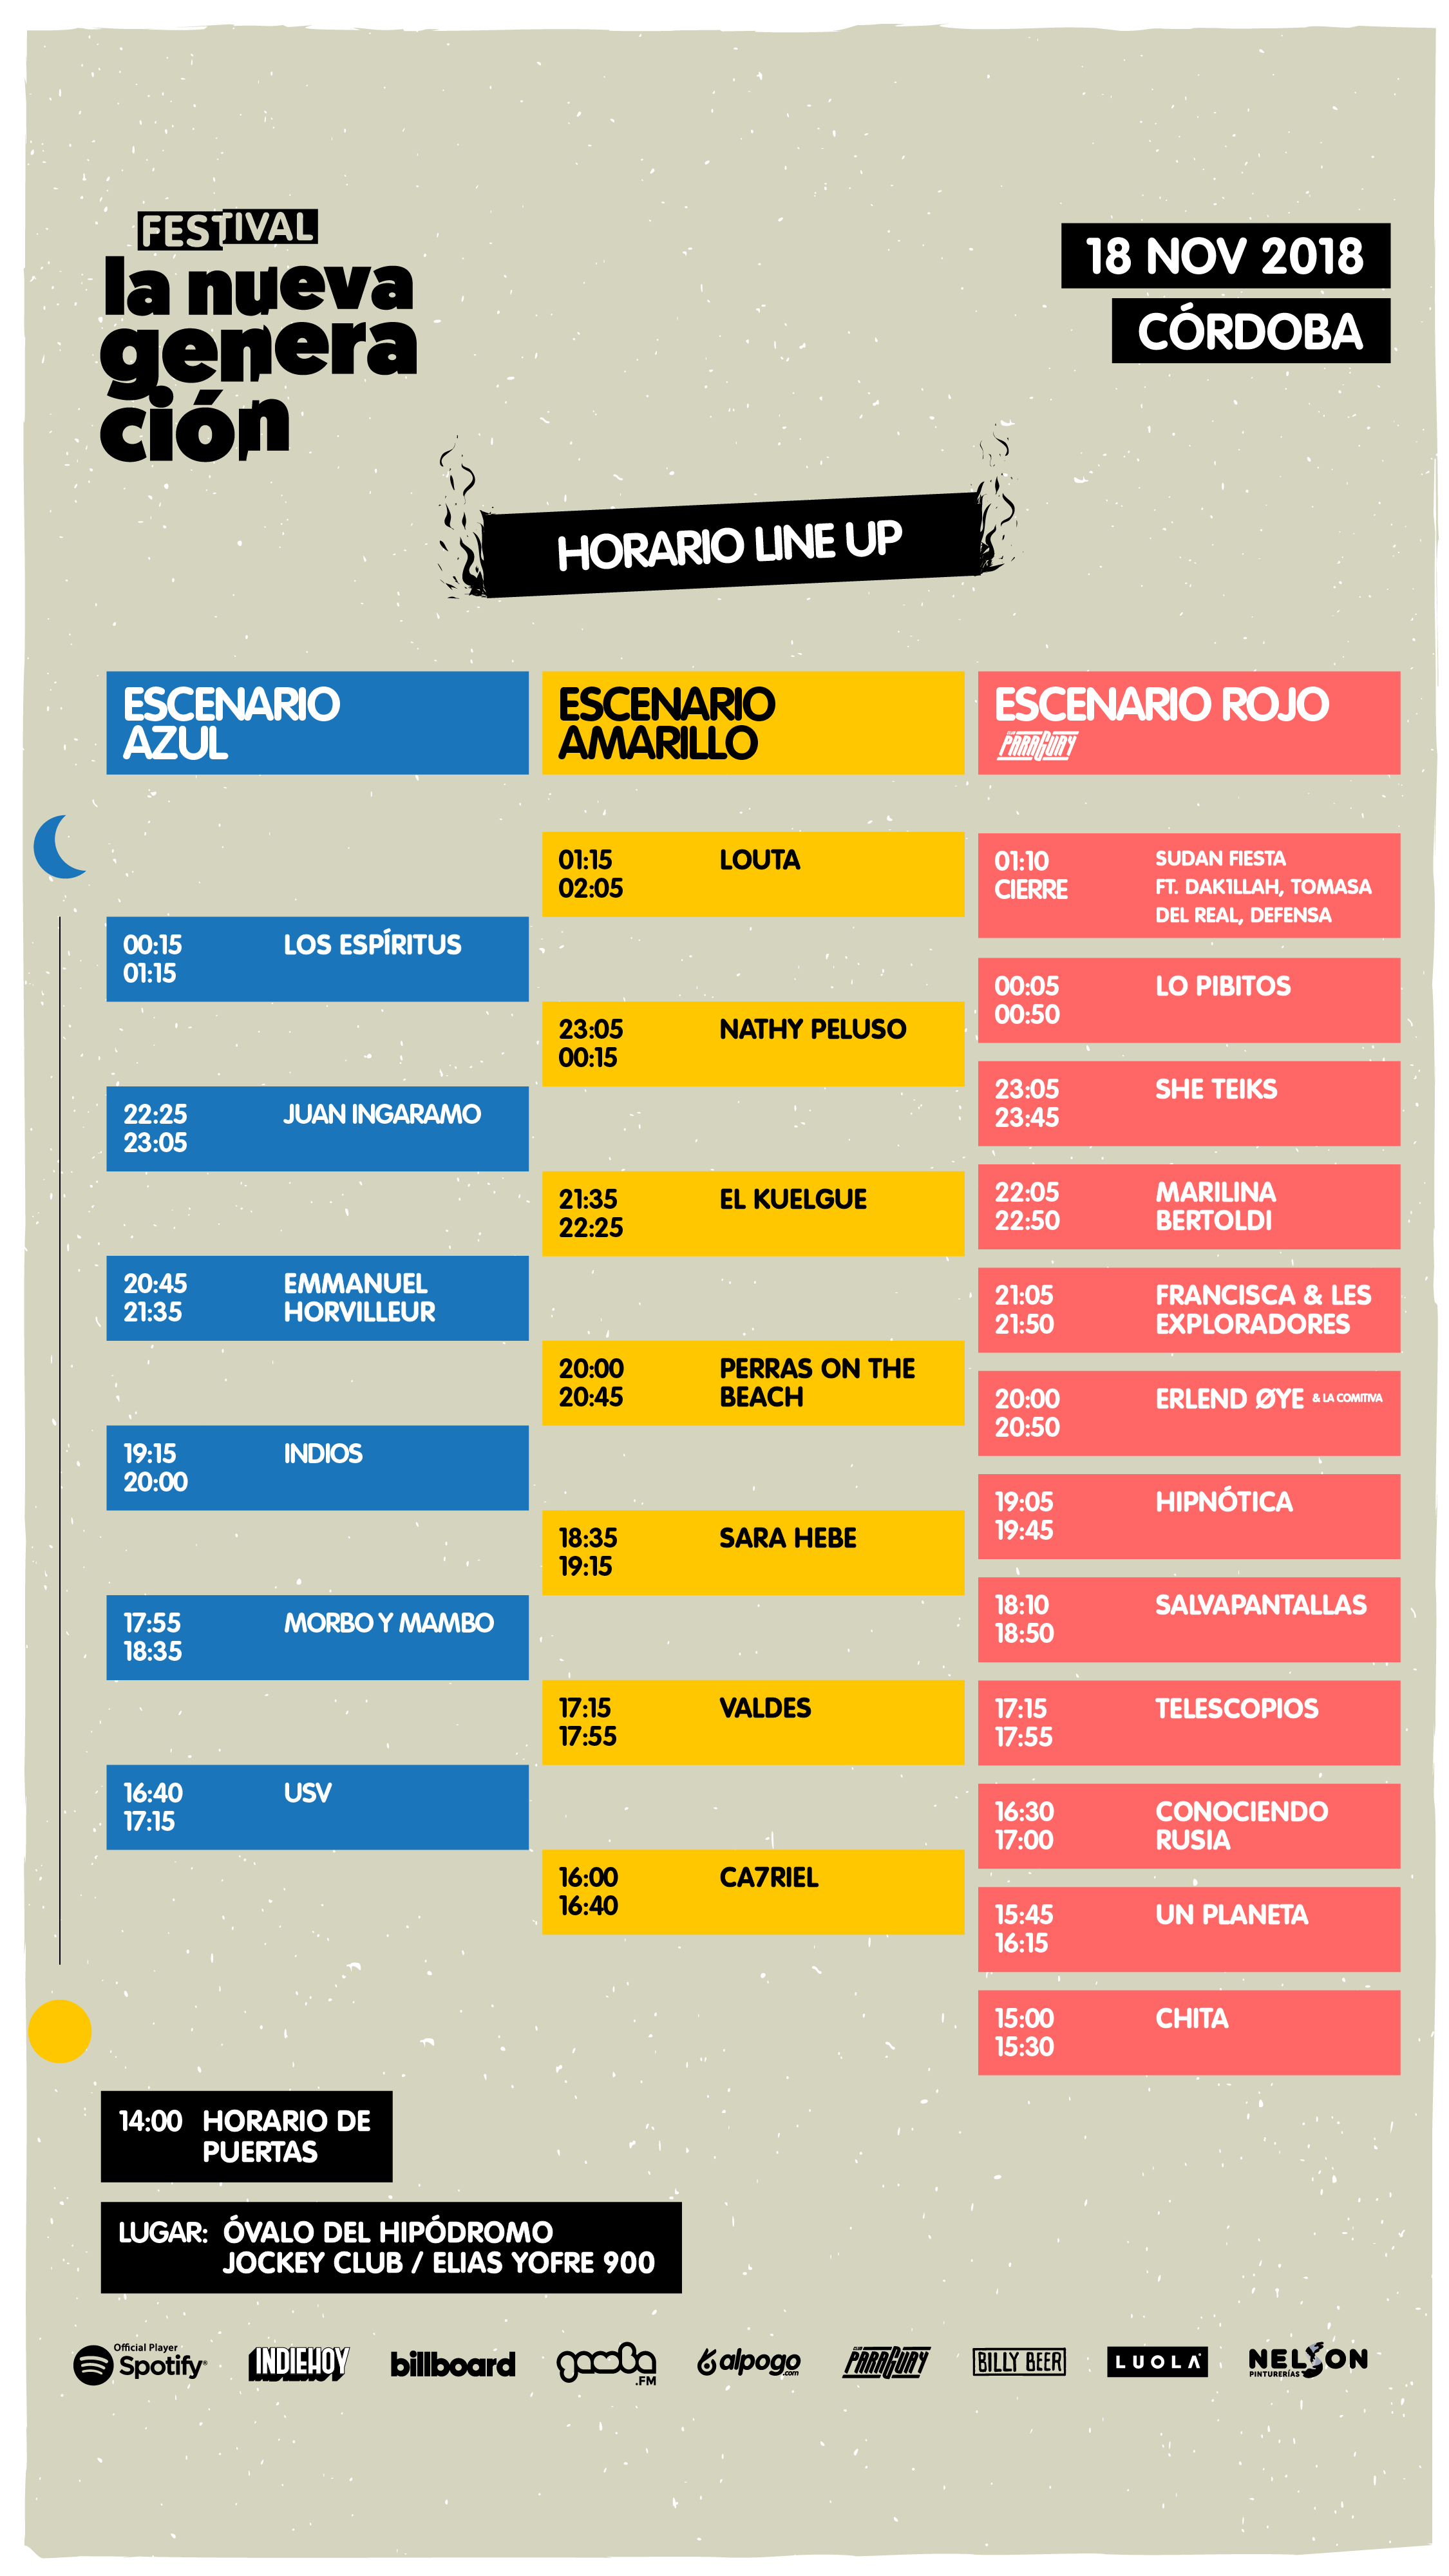 FESTIVAL
la nueva
genera
ción
18 NOV 2018
CÓRDOBA
HORARIO LINE UP
ESCENARIO
AZUL
00:15
01:15
LOS ESPÍRITUS
22:25
23:05
JUAN INGARAMO
20:45
21:35
EMMANUEL
HORVILLEUR
19:15
20:00
INDIOS
17:55
18:35
MORBO Y MAMBO
16:40
17:15
USV
ESCENARIO
AMARILLO
01:15
02:05
LOUTA
23:05
00:15
NATHY PELUSO
21:35
22:25
EL KUELGUE
20:00
20:45
PERRAS ON THE
BEACH
18:35
19:15
SARA HEBE
17:15
17:55
VALDES
16:00
16:40
CA7RIEL
ESCENARIO ROJO
CLUB
PARAGUAY
01:10
CIERRE
SUDAN FIESTA
FT. DAK1LLAH, TOMASA
DEL REAL, DEFENSA
00:05
00:50
LO PIBITOS
23:05
23:45
SHE TEIKS
22:05
22:50
MARILINA
BERTOLDI
21:05
21:50
FRANCISCA & LES
EXPLORADORES
20:00
20:50
ERLEND ØYE & LA COMITIVA
19:05
19:45
HIPNÓTICA
18:10
18:50
SALVAPANTALLAS
17:15
17:55
TELESCOPIOS
16:30
17:00
CONOCIENDO
RUSIA
15:45
16:15
UN PLANETA
15:00
15:30
CHITA
14:00 HORARIO DE
PUERTAS
LUGAR: ÓVALO DEL HIPÓDROMO
JOCKEY CLUB / ELIAS YOFRE 900
Official Player
Spotify®
INDIEHOY
billboard
gamba
.FM
alpogo
.com
CLUB
PARAGUAY
BILLY BEER
LUOLA
NELSON
PINTURERÍAS